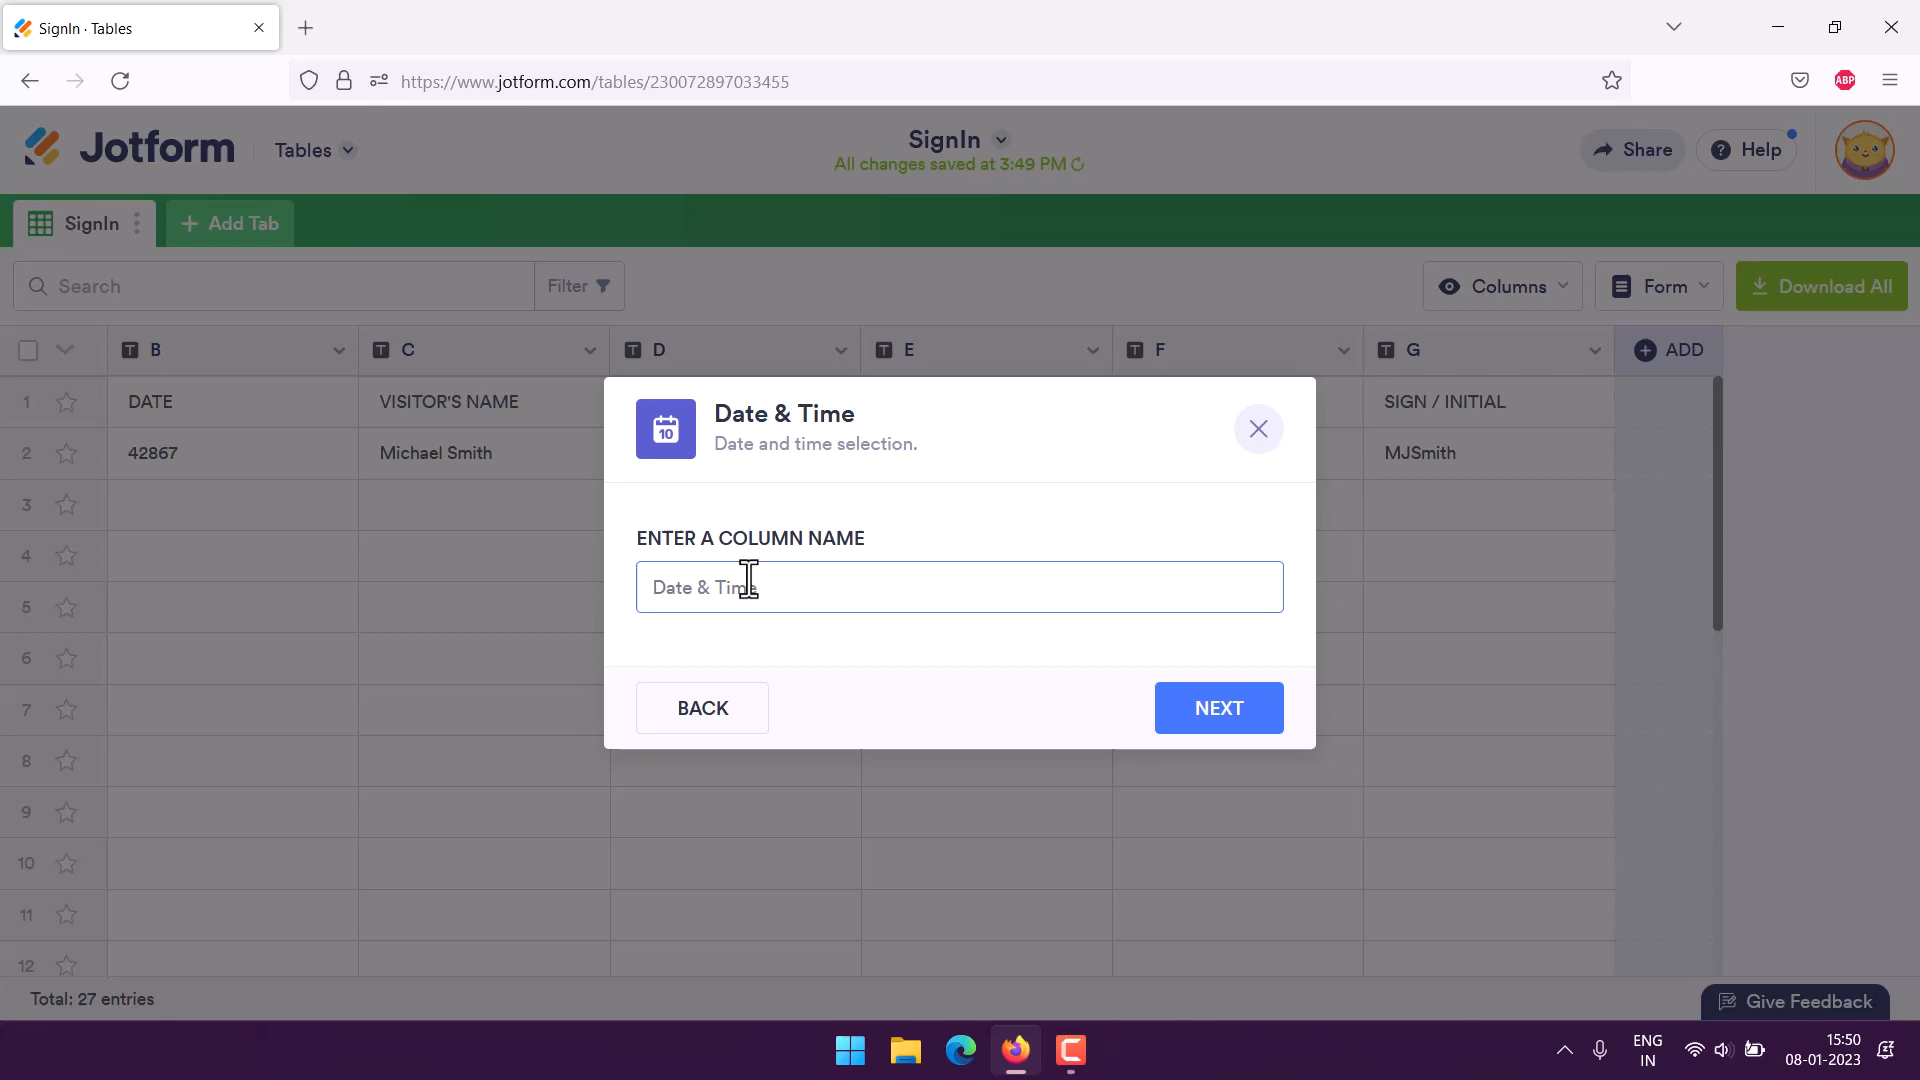 SignIn · Tables
https://www.jotform.com/tables/230072897033455
ABP
Jotform
Tables
SignIn
All changes saved at 3:49 PM
Share
? Help
SignIn
+ Add Tab
Search
Filter
Columns
Form
Download All
T B
T C
T D
T E
T F
T G
+ ADD
1 DATE VISITOR'S NAME SIGN / INITIAL
2 42867 Michael Smith MJSmith
3
4
5
6
7
8
9
10
11
12
10
Date & Time
Date and time selection.
ENTER A COLUMN NAME
Date & Time
BACK
NEXT
Total: 27 entries
Give Feedback
ENG
IN
15:50
08-01-2023